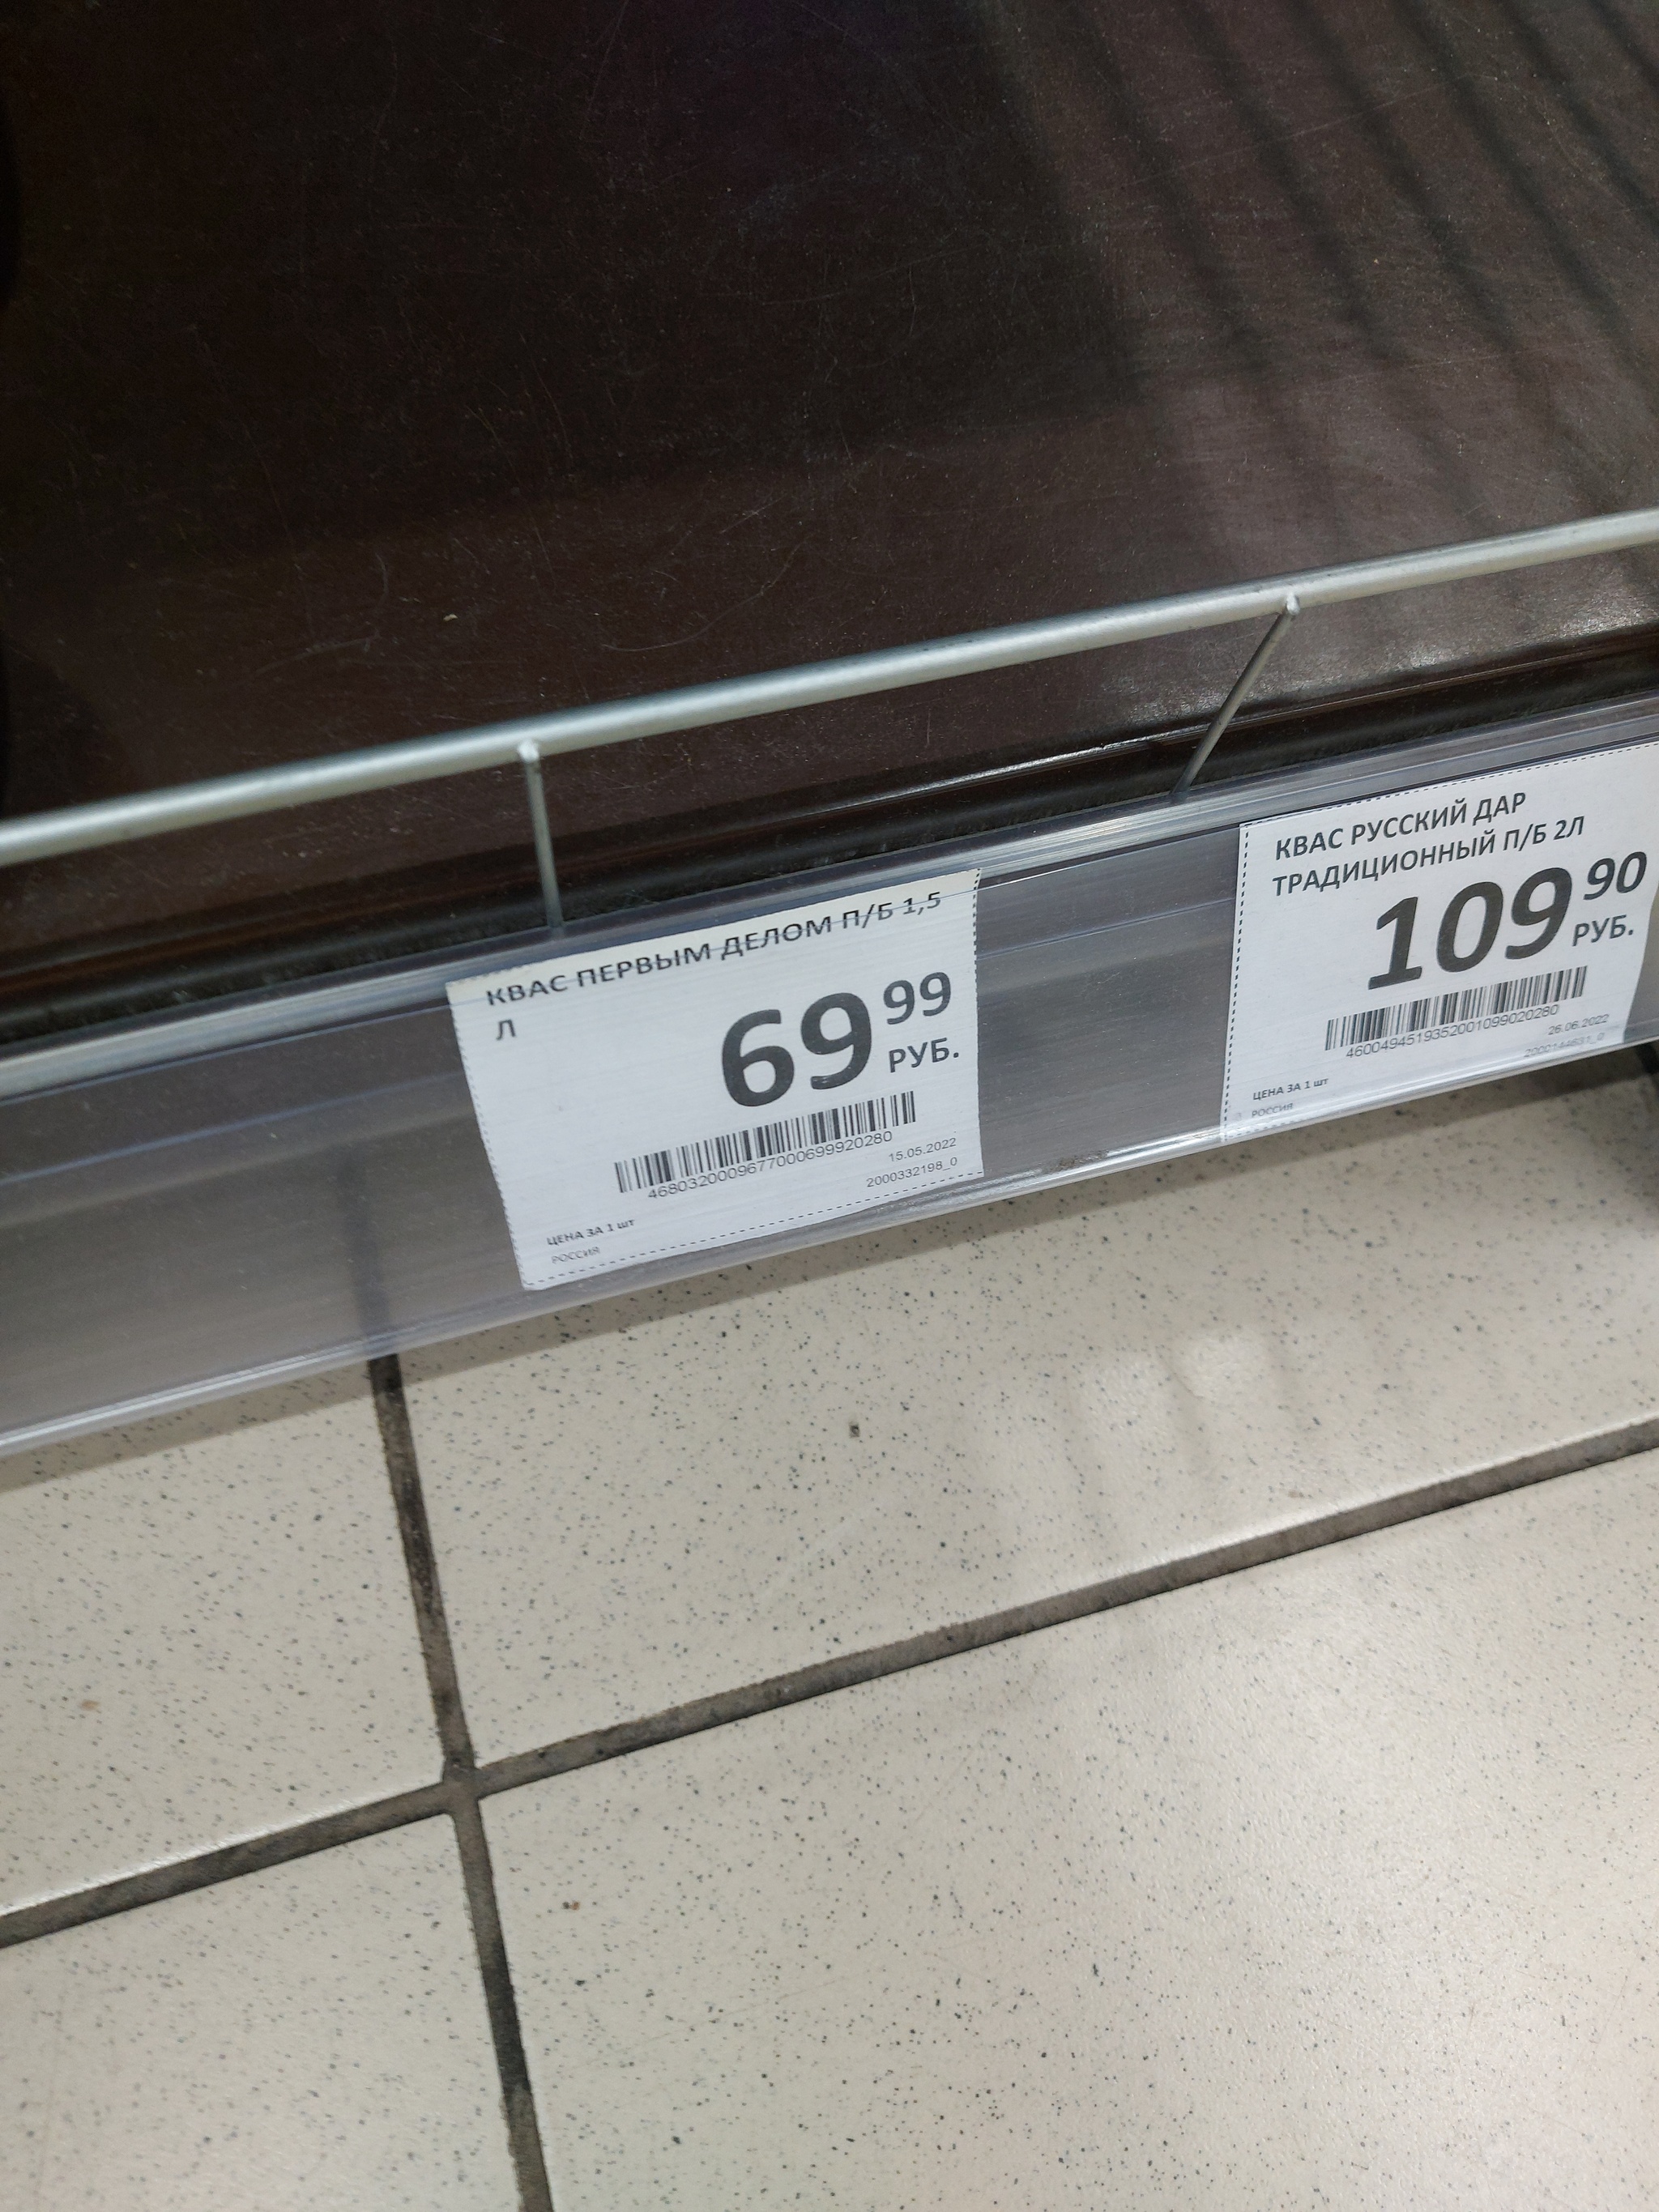 КВАС ПЕРВЫМ ДЕЛОМ П/Б 1,5
Л
69 99
РУБ.
4680320009677000699920280
15.05.2022
2000332198_0
ЦЕНА ЗА 1 шт
РОССИЯ
КВАС РУССКИЙ ДАР
ТРАДИЦИОННЫЙ П/Б 2Л
109 90
РУБ.
4600494519352001099020280
26.06.2022
2000144631_0
ЦЕНА ЗА 1 шт
РОССИЯ